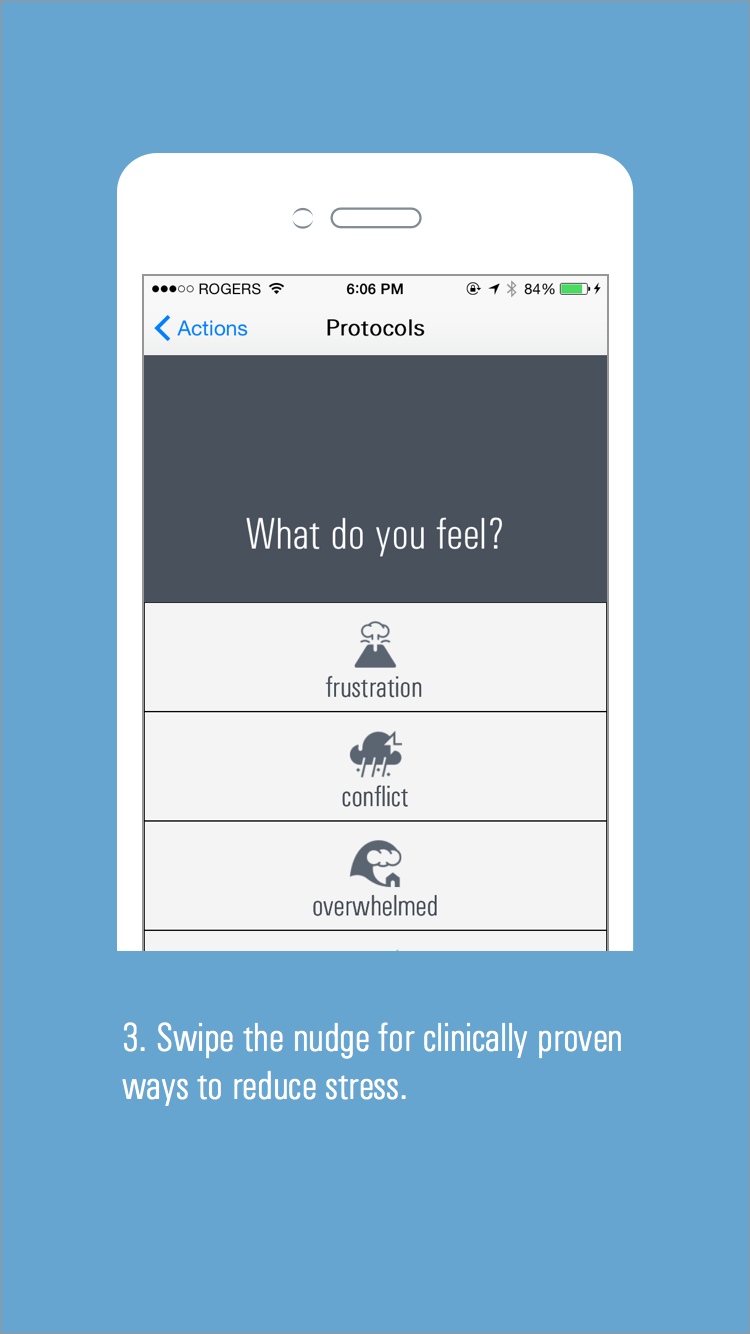 ROGERS 6:06 PM 84%
Actions Protocols
What do you feel?
frustration
conflict
overwhelmed
3. Swipe the nudge for clinically proven
ways to reduce stress.